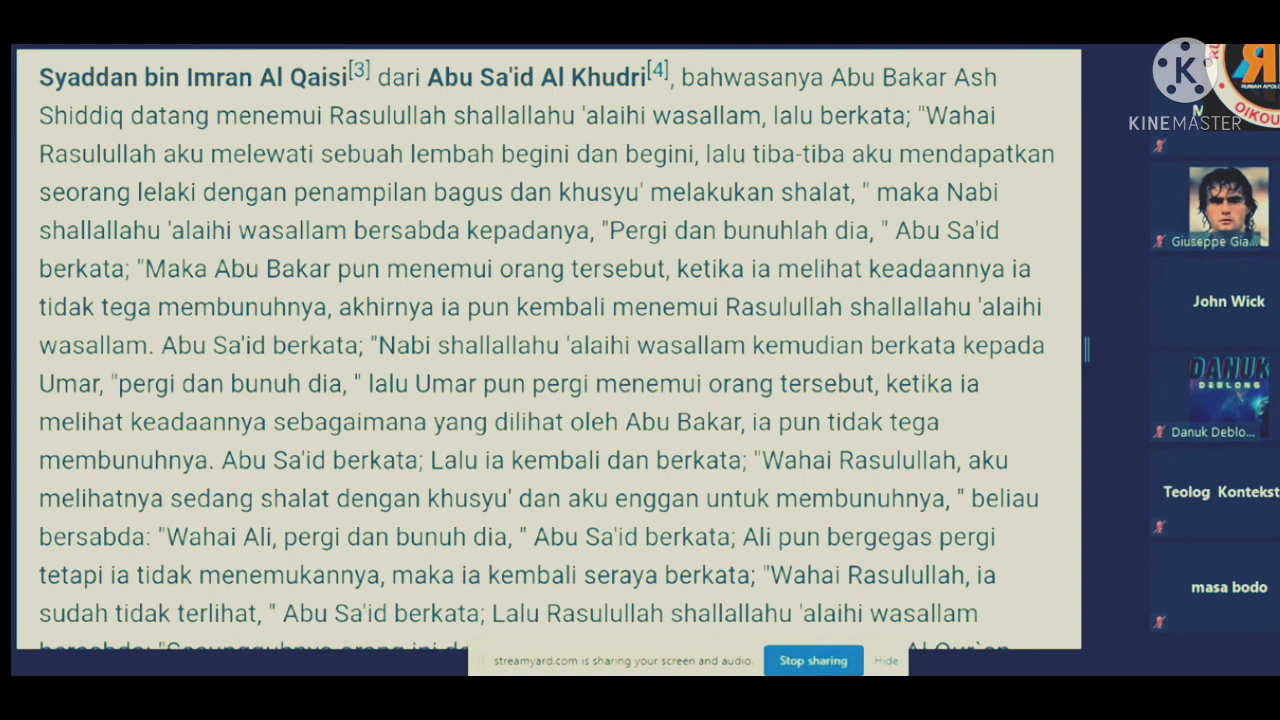 Syaddan bin Imran Al Qaisi[3] dari Abu Sa'id Al Khudri[4], bahwasanya Abu Bakar Ash
Shiddiq datang menemui Rasulullah shallallahu 'alaihi wasallam, lalu berkata; "Wahai
Rasulullah aku melewati sebuah lembah begini dan begini, lalu tiba-tiba aku mendapatkan
seorang lelaki dengan penampilan bagus dan khusyu' melakukan shalat, " maka Nabi
shallallahu 'alaihi wasallam bersabda kepadanya, "Pergi dan bunuhlah dia, " Abu Sa'id
berkata; "Maka Abu Bakar pun menemui orang tersebut, ketika ia melihat keadaannya ia
tidak tega membunuhnya, akhirnya ia pun kembali menemui Rasulullah shallallahu 'alaihi
wasallam. Abu Sa'id berkata; "Nabi shallallahu 'alaihi wasallam kemudian berkata kepada
Umar, "pergi dan bunuh dia, " lalu Umar pun pergi menemui orang tersebut, ketika ia
melihat keadaannya sebagaimana yang dilihat oleh Abu Bakar, ia pun tidak tega
membunuhnya. Abu Sa'id berkata; Lalu ia kembali dan berkata; "Wahai Rasulullah, aku
melihatnya sedang shalat dengan khusyu' dan aku enggan untuk membunuhnya, " beliau
bersabda: "Wahai Ali, pergi dan bunuh dia, " Abu Sa'id berkata; Ali pun bergegas pergi
tetapi ia tidak menemukannya, maka ia kembali seraya berkata; "Wahai Rasulullah, ia
sudah tidak terlihat, " Abu Sa'id berkata; Lalu Rasulullah shallallahu 'alaihi wasallam
bersabda: "Sesungguhnya orang ini
Al Qur`an
streamyard.com is sharing your screen and audio.
Stop sharing
Hide
K
KINEMASTER
OIKOU
Giuseppe Gia...
John Wick
DANUK
DEBLONG
Danuk Deblo...
Teolog Kontekst
masa bodo